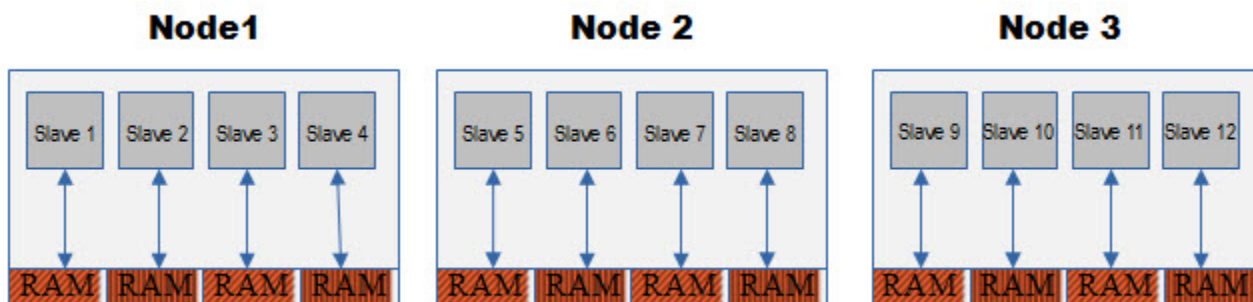 Node1 Node 2 Node 3
Slave 1 Slave 2 Slave 3 Slave 4 Slave 5 Slave 6 Slave 7 Slave 8 Slave 9 Slave 10 Slave 11 Slave 12
RAM RAM RAM RAM RAM RAM RAM RAM RAM RAM RAM RAM